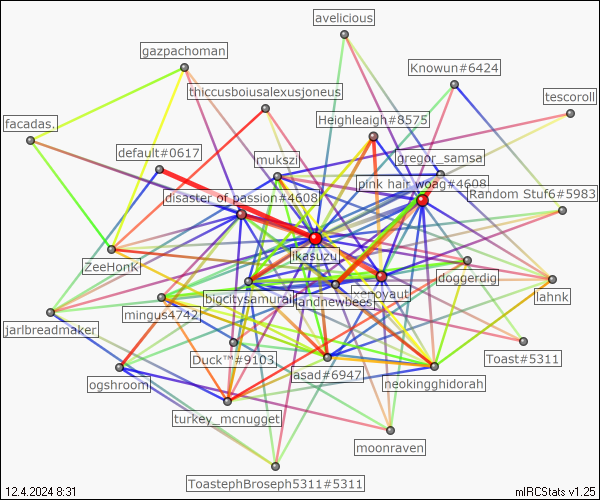 avelicious
gazpachoman
Knowun#6424
thiccusboiusalexusjoneus
tescoroll
facadas.
Heighleaigh#8575
default#0617
mukszi
gregor_samsa
disaster of passion#4608
pink hair woag#4608
Random Stuf6#5983
ikasuzu
ZeeHonK
doggerdig
xenoyaut
bigcitysamurai
andnewbees
lahnk
mingus4742
jarlbreadmaker
Duck™#9103
Toast#5311
asad#6947
ogshroom
neokingghidorah
turkey_mcnugget
moonraven
ToastephBroseph5311#5311
12.4.2024 8:31
mIRCStats v1.25